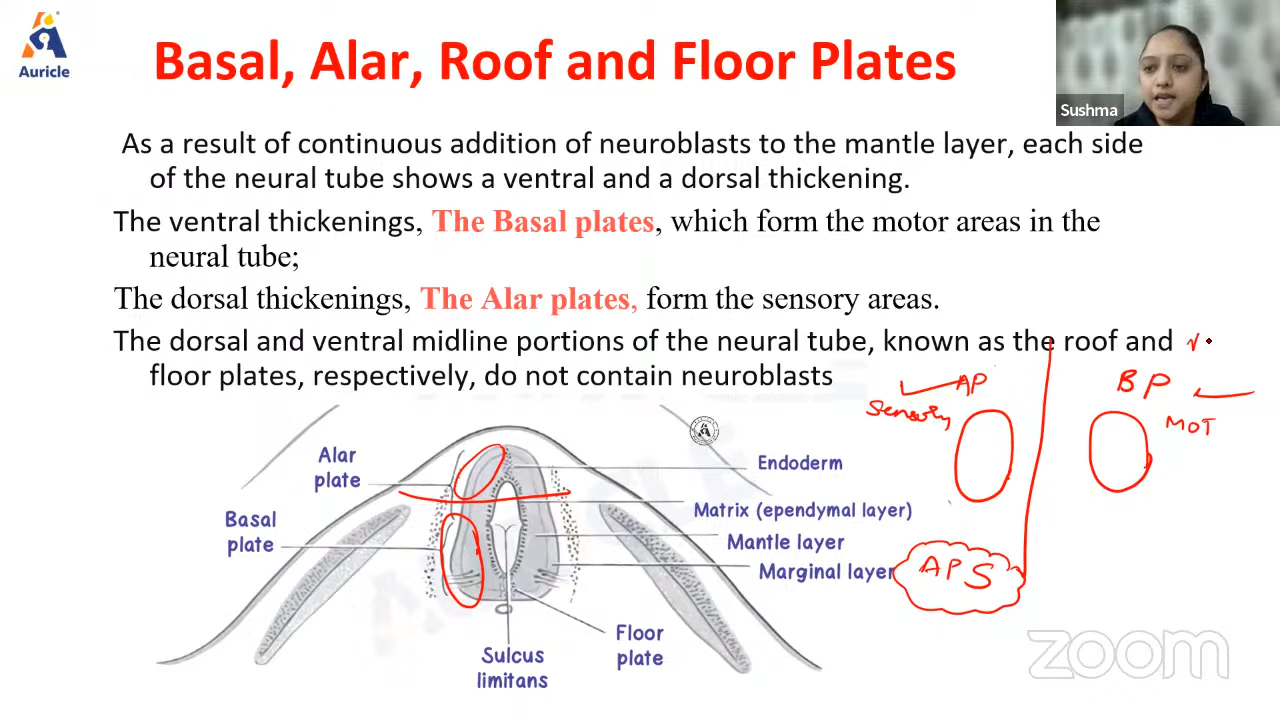 Auricle
Basal, Alar, Roof and Floor Plates
Sushma
As a result of continuous addition of neuroblasts to the mantle layer, each side
of the neural tube shows a ventral and a dorsal thickening.
The ventral thickenings, The Basal plates, which form the motor areas in the
neural tube;
The dorsal thickenings, The Alar plates, form the sensory areas.
The dorsal and ventral midline portions of the neural tube, known as the roof and
floor plates, respectively, do not contain neuroblasts
AP
Sensory
BP
MOT
APS
Alar
plate
Basal
plate
Endoderm
Matrix (ependymal layer)
Mantle layer
Marginal layer
Floor
plate
Sulcus
limitans
zoom